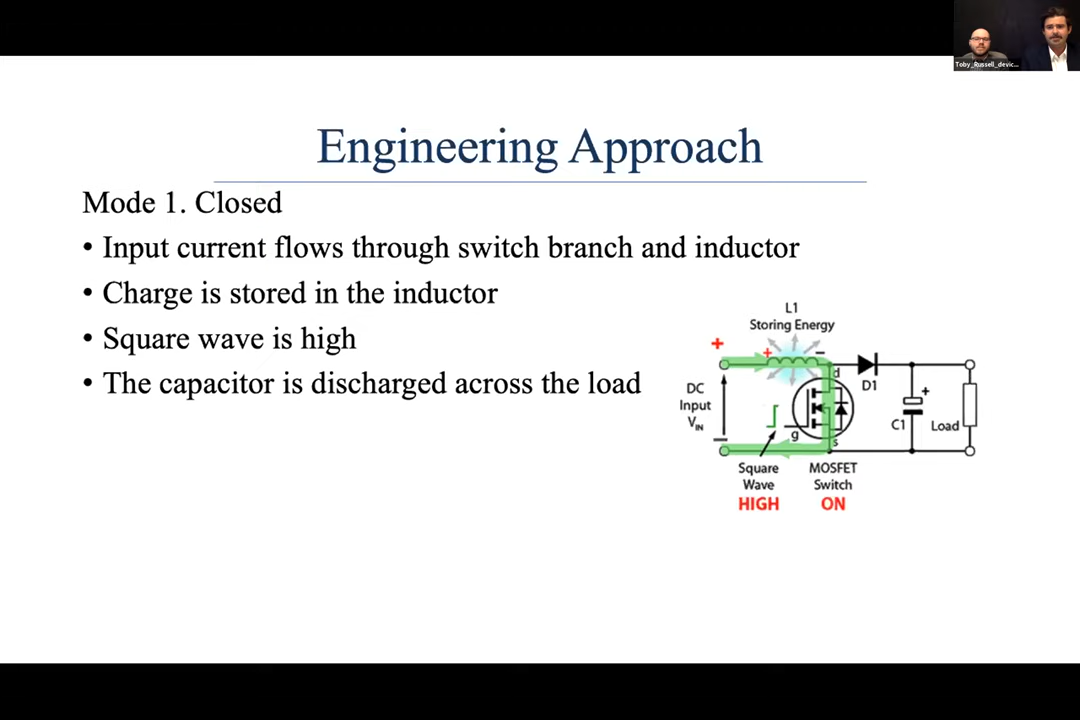 Toby_Russell_devic...
Engineering Approach
Mode 1. Closed
• Input current flows through switch branch and inductor
• Charge is stored in the inductor
• Square wave is high
• The capacitor is discharged across the load
L1
Storing Energy
+
+ −
d
D1
DC
Input
VIN
+
C1
Load
g
s
−
Square
Wave
HIGH
MOSFET
Switch
ON